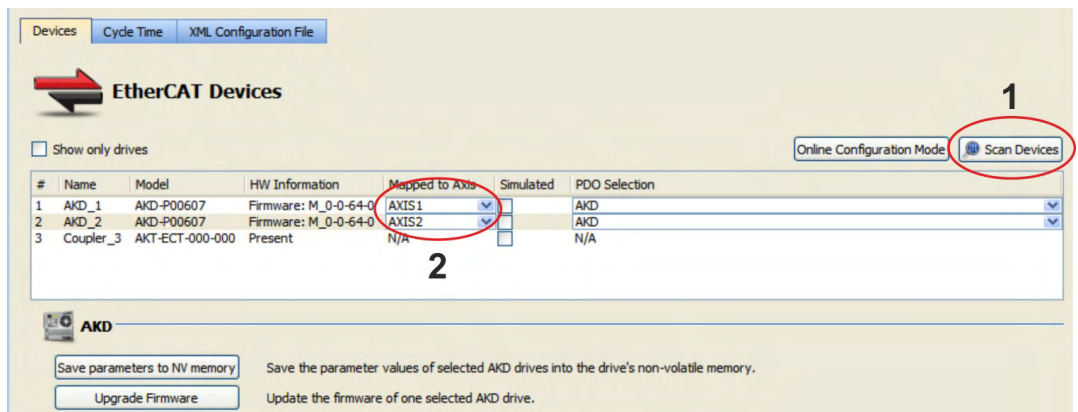 Devices Cycle Time XML Configuration File
EtherCAT Devices
1
Show only drives Online Configuration Mode Scan Devices
# Name Model HW Information Mapped to Axis Simulated PDO Selection
1 AKD_1 AKD-P00607 Firmware: M_0-0-64-0 AXIS1 AKD
2 AKD_2 AKD-P00607 Firmware: M_0-0-64-0 AXIS2 AKD
3 Coupler_3 AKT-ECT-000-000 Present N/A N/A
2
AKD
Save parameters to NV memory Save the parameter values of selected AKD drives into the drive's non-volatile memory.
Upgrade Firmware Update the firmware of one selected AKD drive.